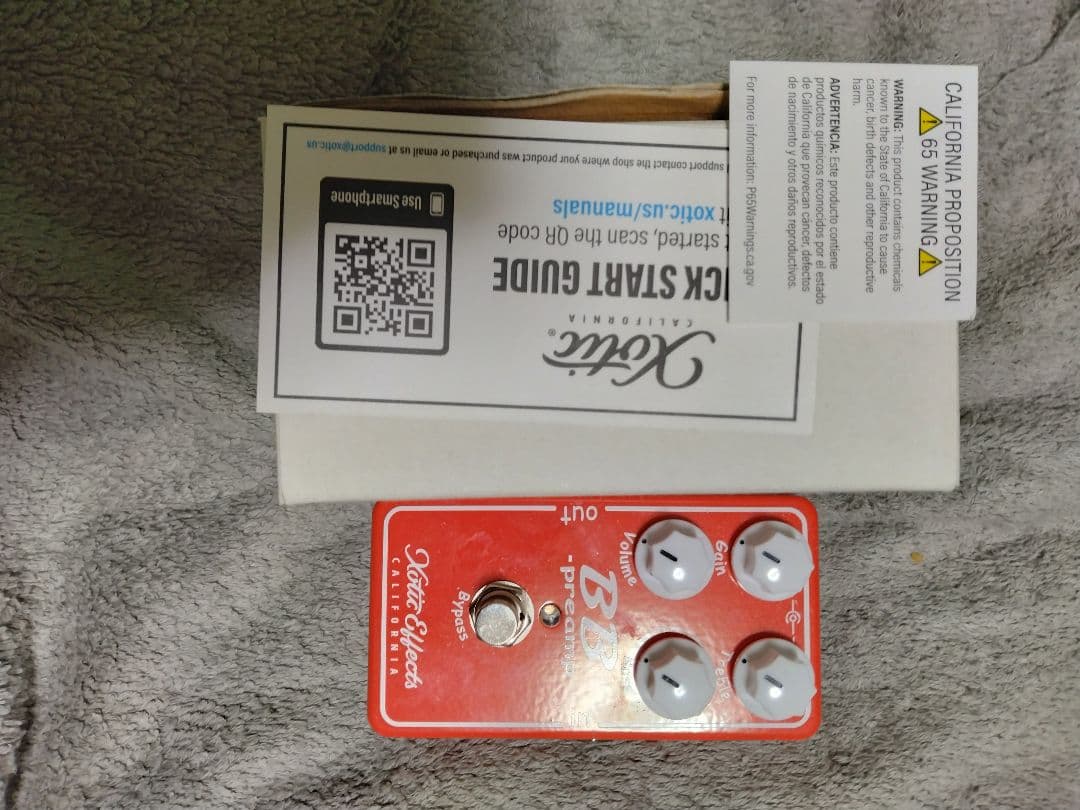 CALIFORNIA PROPOSITION
65 WARNING
WARNING: This product contains chemicals
known to the State of California to cause
cancer, birth defects and other reproductive
harm.
ADVERTENCIA: Este producto contiene
productos químicos reconocidos por el estado
de California que provecan cáncer, defectos
de nacimiento y otros daños reproductivos.
For more information: P65Warnings.ca.gov
Xotic®
CALIFORNIA
ICK START GUIDE
t started, scan the QR code
it xotic.us/manuals
support contact the shop where your product was purchased or email us at support@xotic.us
Use Smartphone
Gain
Treble
Volume
BB
-preamp-
out
in
Bypass
Xotic Effects
CALIFORNIA